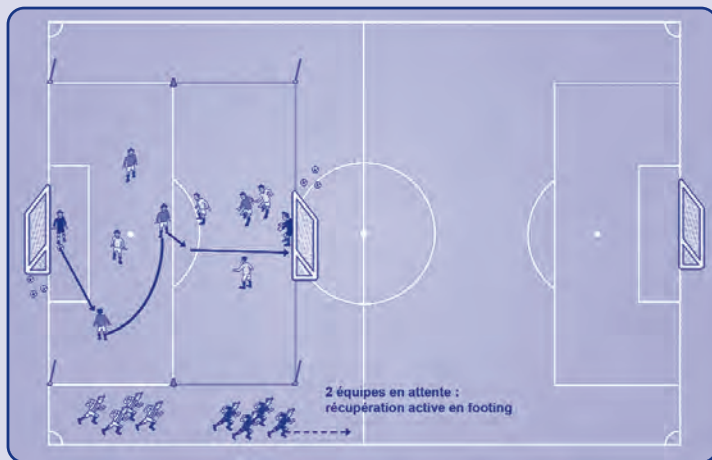 2 équipes en attente :
récupération active en footing